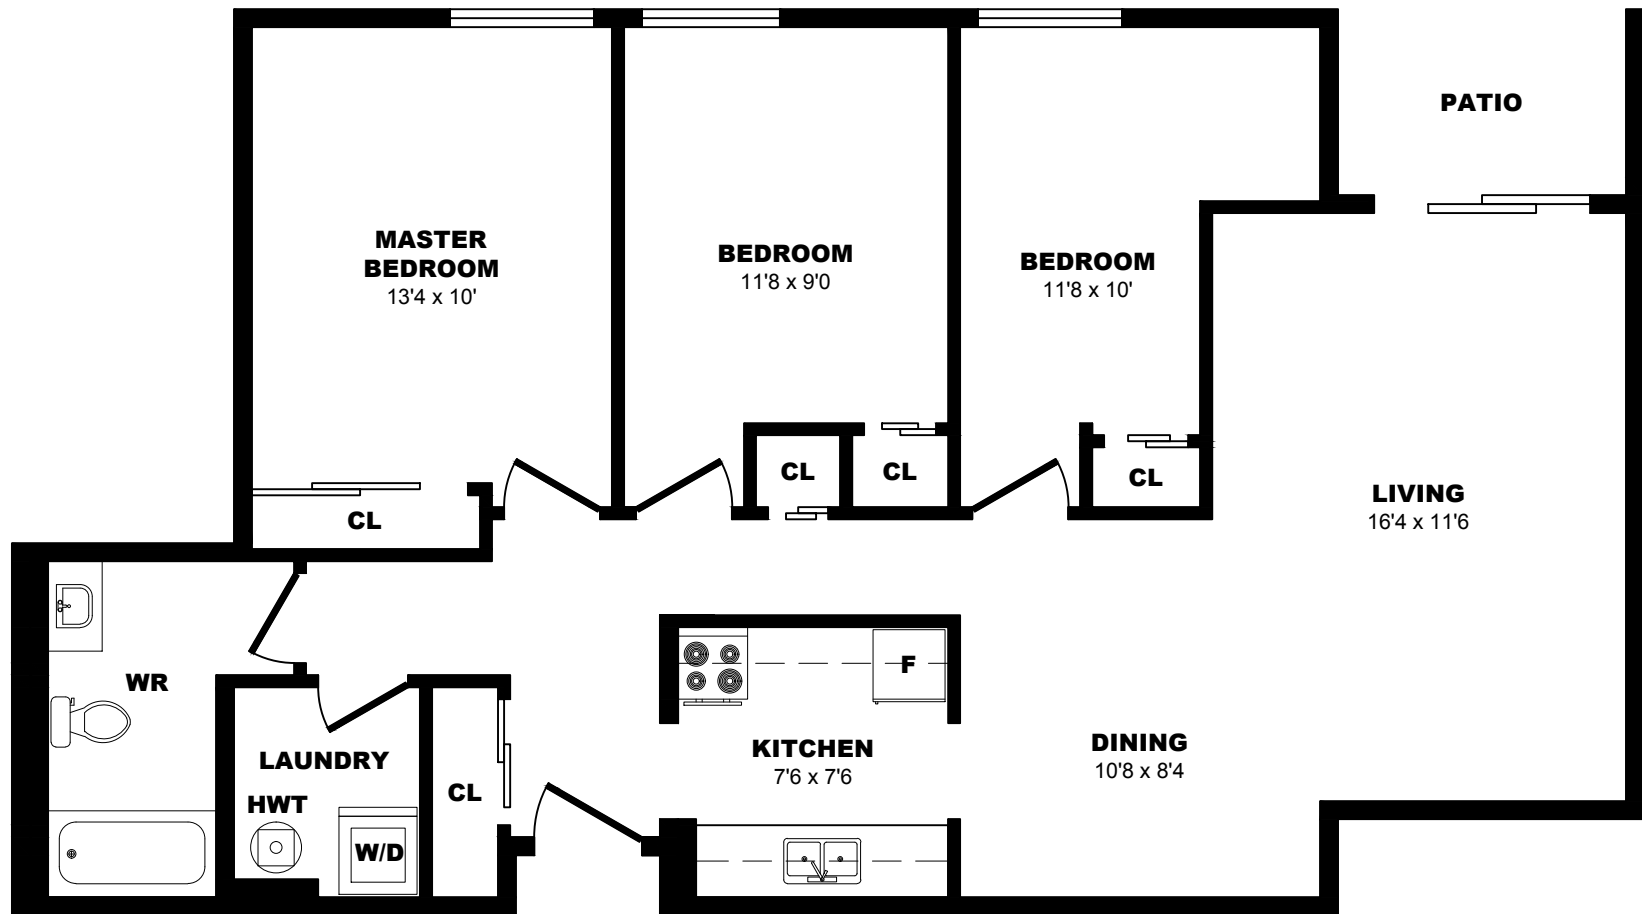 PATIO
MASTER
BEDROOM
13'4 x 10'
BEDROOM
11'8 x 9'0
BEDROOM
11'8 x 10'
CL
CL
CL
CL
LIVING
16'4 x 11'6
WR
F
LAUNDRY
HWT
W/D
CL
KITCHEN
7'6 x 7'6
DINING
10'8 x 8'4